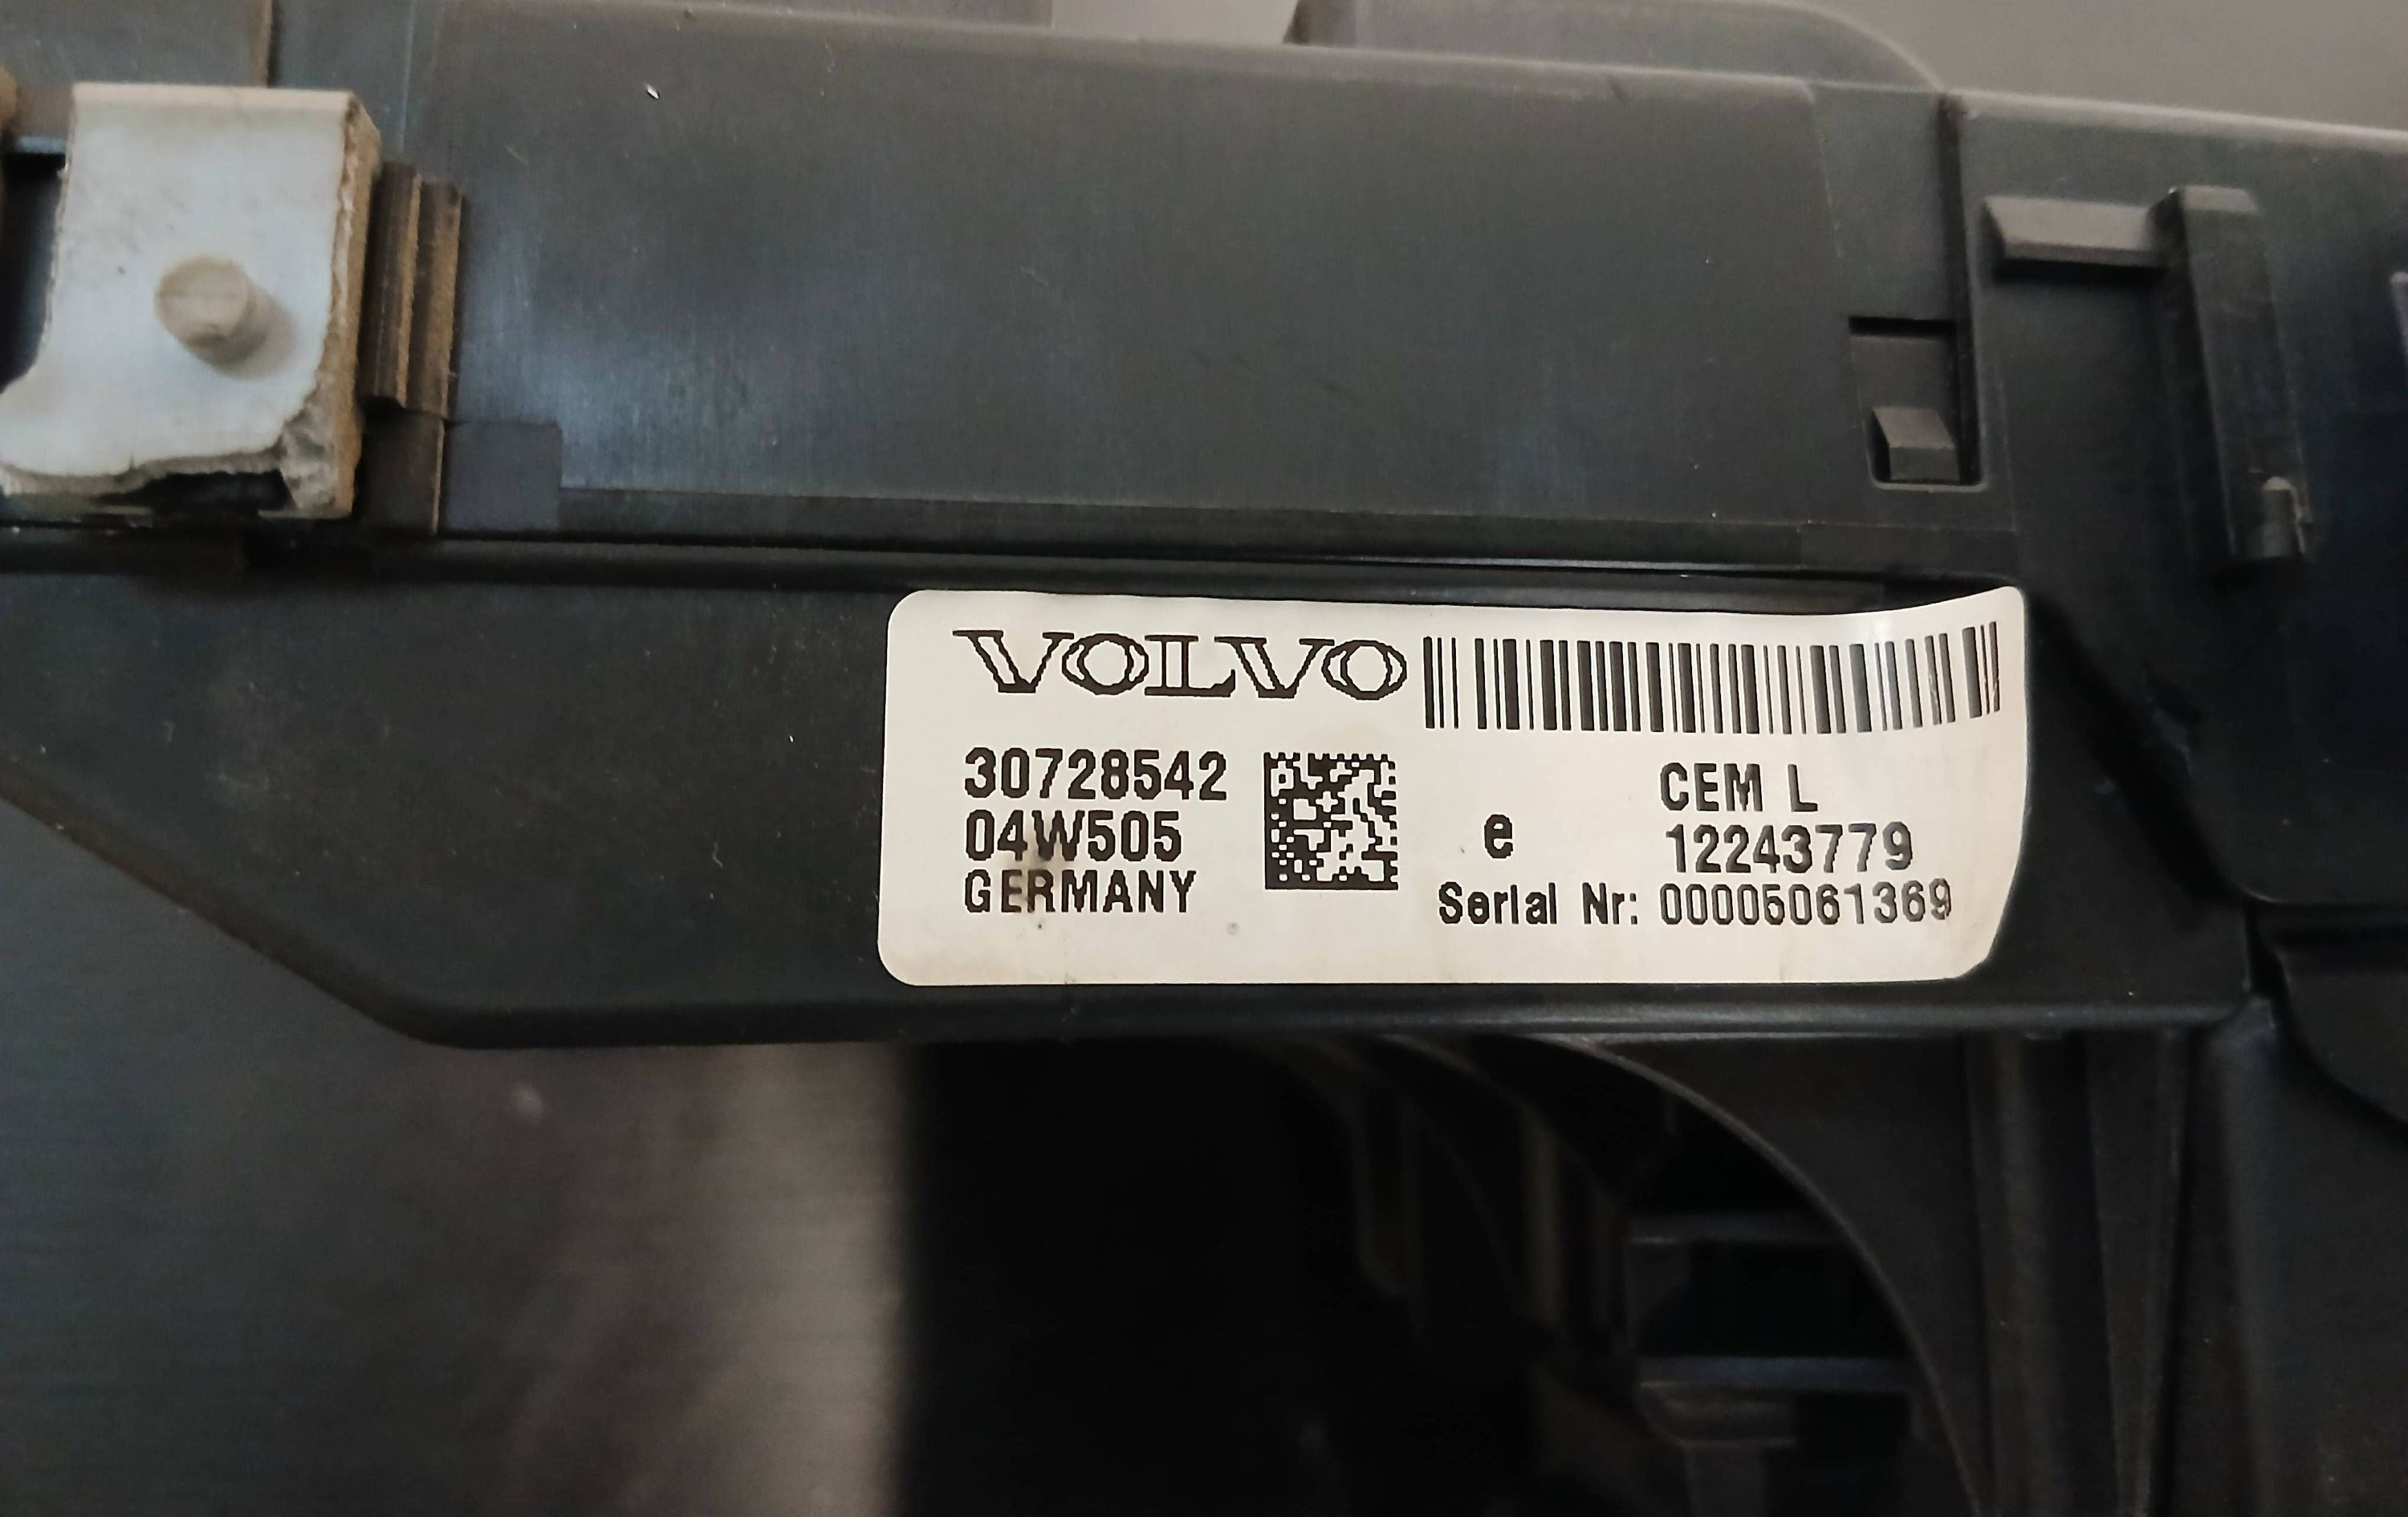 VOLVO
30728542
04W505
GERMANY
e
CEM L
12243779
Serial Nr: 00005061369